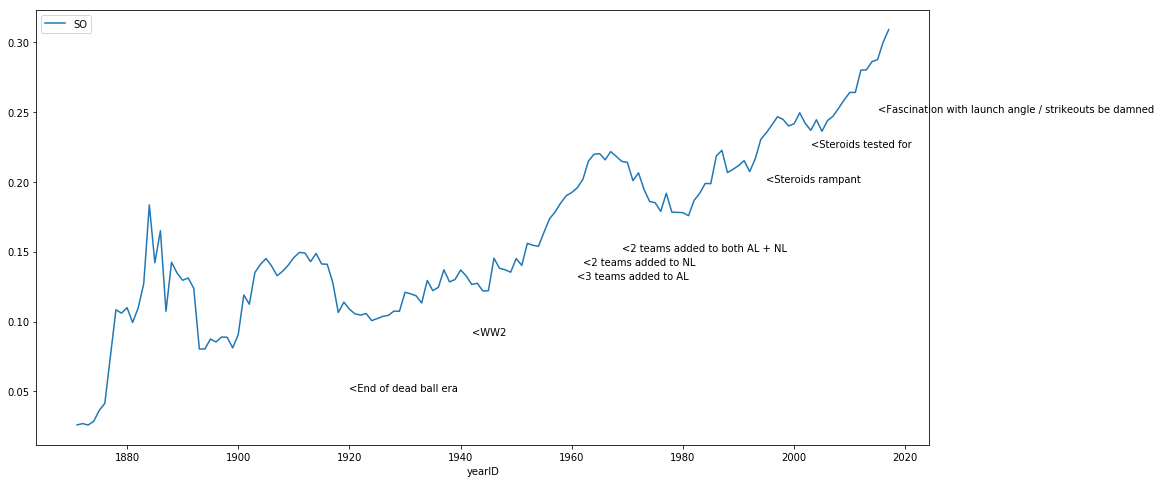 SO
0.30
0.25
0.20
0.15
0.10
0.05
<Fascination with launch angle / strikeouts be damned
<Steroids tested for
<Steroids rampant
<2 teams added to both AL + NL
<2 teams added to NL
<3 teams added to AL
<WW2
<End of dead ball era
1880 1900 1920 1940 1960 1980 2000 2020
yearID